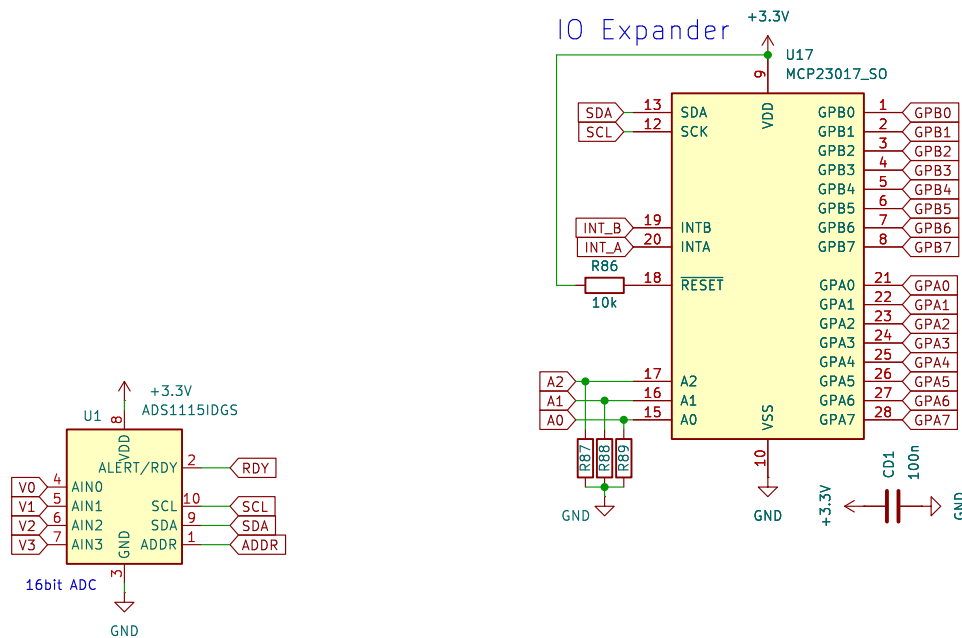 IO Expander
+3.3V
U17
MCP23017_SO
9
VDD
SDA 13 SDA
SCL 12 SCK
INT_B 19 INTB
INT_A 20 INTA
R86
10k
18 RESET
A2 17 A2
A1 16 A1
A0 15 A0
R87 R88 R89
GND
VSS
10
GND
GPB0 1 GPB0
GPB1 2 GPB1
GPB2 3 GPB2
GPB3 4 GPB3
GPB4 5 GPB4
GPB5 6 GPB5
GPB6 7 GPB6
GPB7 8 GPB7
GPA0 21 GPA0
GPA1 22 GPA1
GPA2 23 GPA2
GPA3 24 GPA3
GPA4 25 GPA4
GPA5 26 GPA5
GPA6 27 GPA6
GPA7 28 GPA7
CD1
100n
+3.3V
GND
+3.3V
U1
ADS1115IDGS
8
VDD
ALERT/RDY 2 RDY
V0 4 AIN0
V1 5 AIN1
V2 6 AIN2
V3 7 AIN3
SCL 10 SCL
SDA 9 SDA
ADDR 1 ADDR
GND
3
16bit ADC
GND